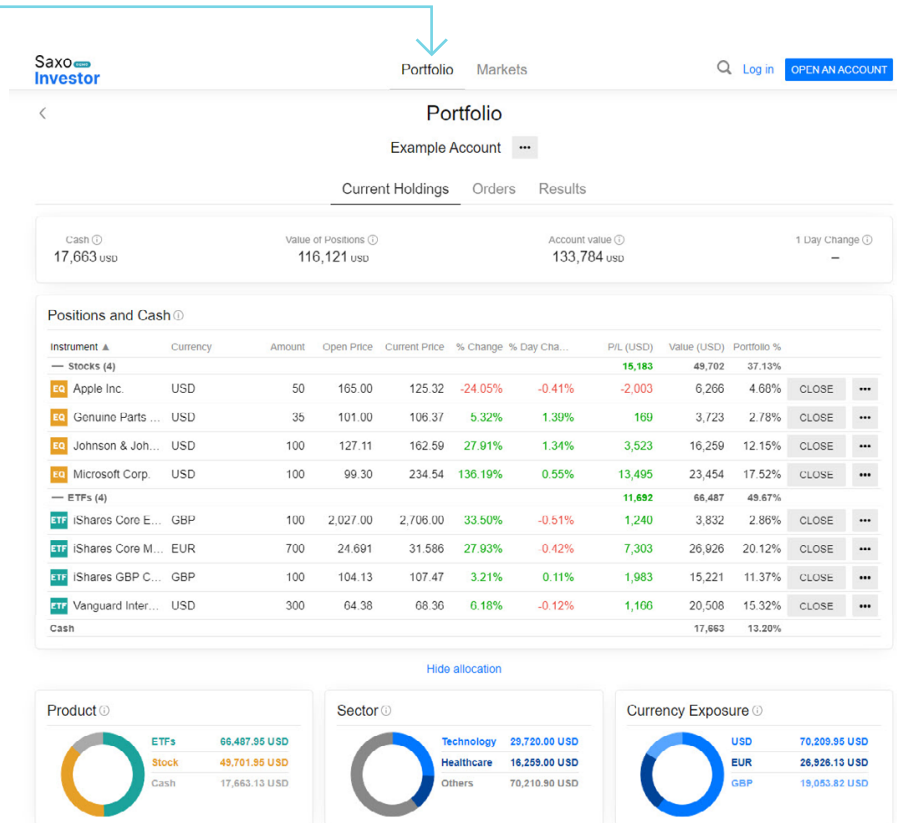 Saxo
Investor
Portfolio Markets
Log in OPEN AN ACCOUNT
Portfolio
Example Account •••
Current Holdings Orders Results
Cash Value of Positions Account value 1 Day Change
17,663 USD 116,121 USD 133,784 USD –
Positions and Cash
Instrument ▲ Currency Amount Open Price Current Price % Change % Day Cha... P/L (USD) Value (USD) Portfolio %
— Stocks (4) 15,183 49,702 37.13%
EQ Apple Inc. USD 50 165.00 125.32 -24.05% -0.41% -2,003 6,266 4.68% CLOSE •••
EQ Genuine Parts ... USD 35 101.00 106.37 5.32% 1.39% 169 3,723 2.78% CLOSE •••
EQ Johnson & Joh... USD 100 127.11 162.59 27.91% 1.34% 3,523 16,259 12.15% CLOSE •••
EQ Microsoft Corp. USD 100 99.30 234.54 136.19% 0.55% 13,495 23,454 17.52% CLOSE •••
— ETFs (4) 11,692 66,487 49.67%
ETF iShares Core E... GBP 100 2,027.00 2,706.00 33.50% -0.51% 1,240 3,832 2.86% CLOSE •••
ETF iShares Core M... EUR 700 24.691 31.586 27.93% -0.42% 7,303 26,926 20.12% CLOSE •••
ETF iShares GBP C... GBP 100 104.13 107.47 3.21% 0.11% 1,983 15,221 11.37% CLOSE •••
ETF Vanguard Inter... USD 300 64.38 68.36 6.18% -0.12% 1,166 20,508 15.32% CLOSE •••
Cash 17,663 13.20%
Hide allocation
Product
ETFs 66,487.95 USD
Stock 49,701.95 USD
Cash 17,663.13 USD
Sector
Technology 29,720.00 USD
Healthcare 16,259.00 USD
Others 70,210.90 USD
Currency Exposure
USD 70,209.95 USD
EUR 26,926.13 USD
GBP 19,053.82 USD